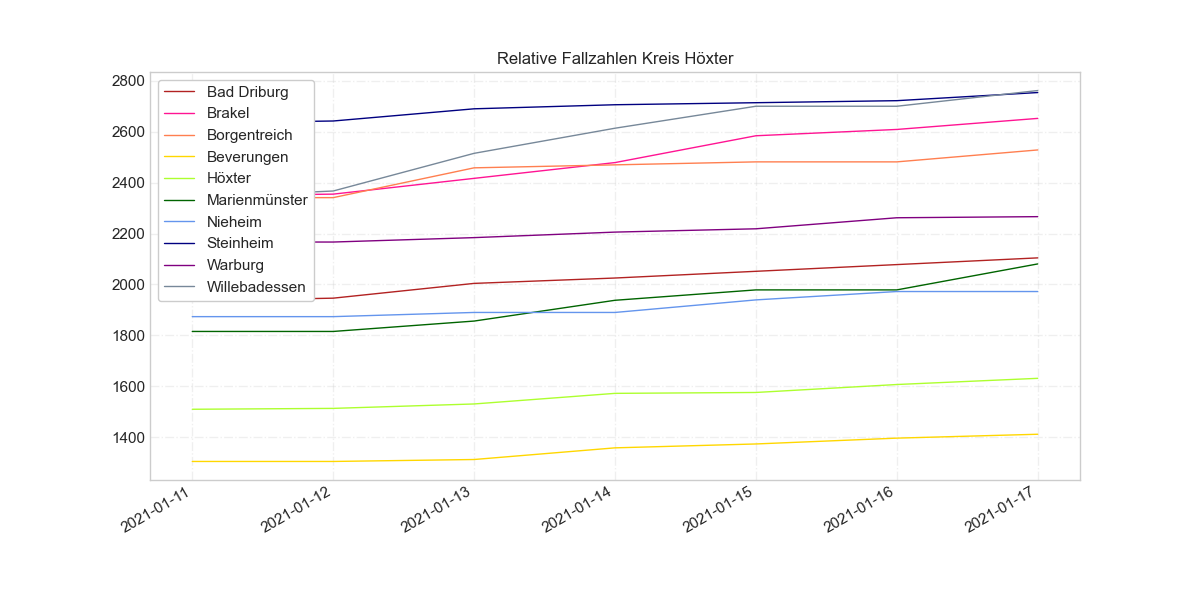 Relative Fallzahlen Kreis Höxter
2800
2600
2400
2200
2000
1800
1600
1400
Bad Driburg
Brakel
Borgentreich
Beverungen
Höxter
Marienmünster
Nieheim
Steinheim
Warburg
Willebadessen
2021-01-11
2021-01-12
2021-01-13
2021-01-14
2021-01-15
2021-01-16
2021-01-17